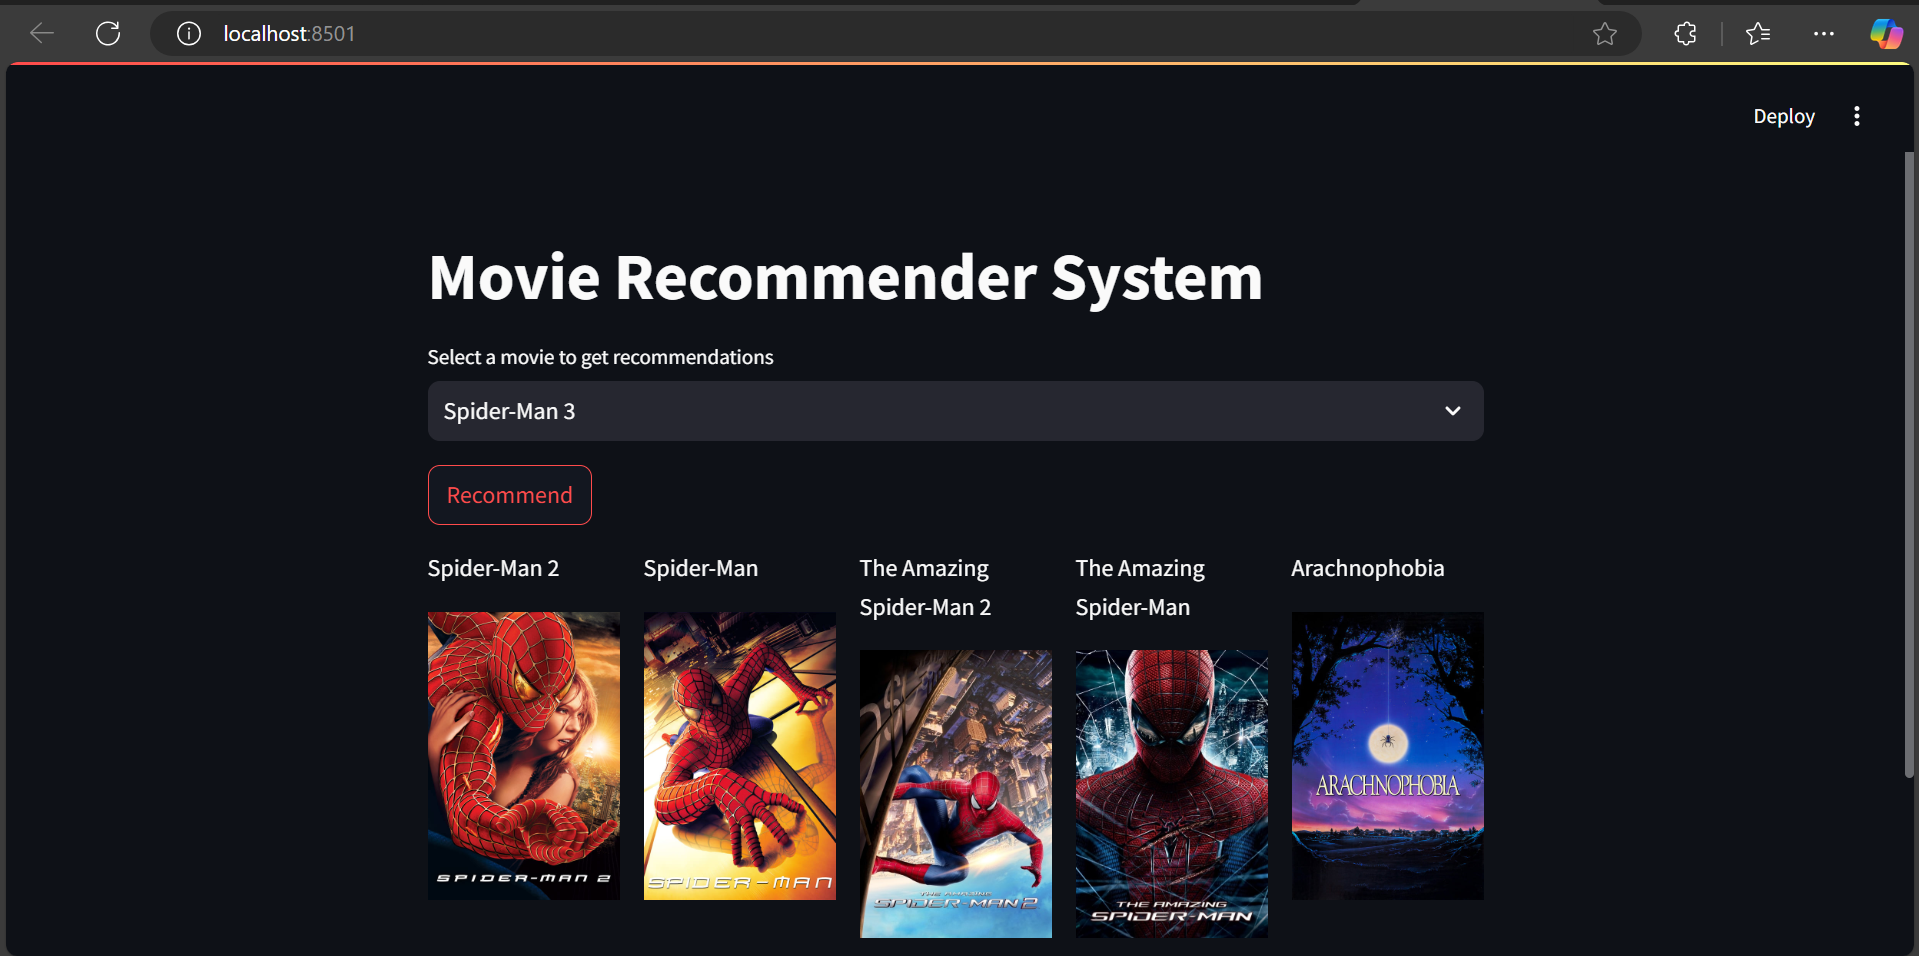 localhost:8501
Deploy
Movie Recommender System
Select a movie to get recommendations
Spider-Man 3
Recommend
Spider-Man 2
Spider-Man
The Amazing
Spider-Man 2
The Amazing
Spider-Man
Arachnophobia
SPIDER-MAN 2
SPIDER-MAN
THE AMAZING
SPIDER-MAN 2
THE AMAZING
SPIDER-MAN
ARACHNOPHOBIA